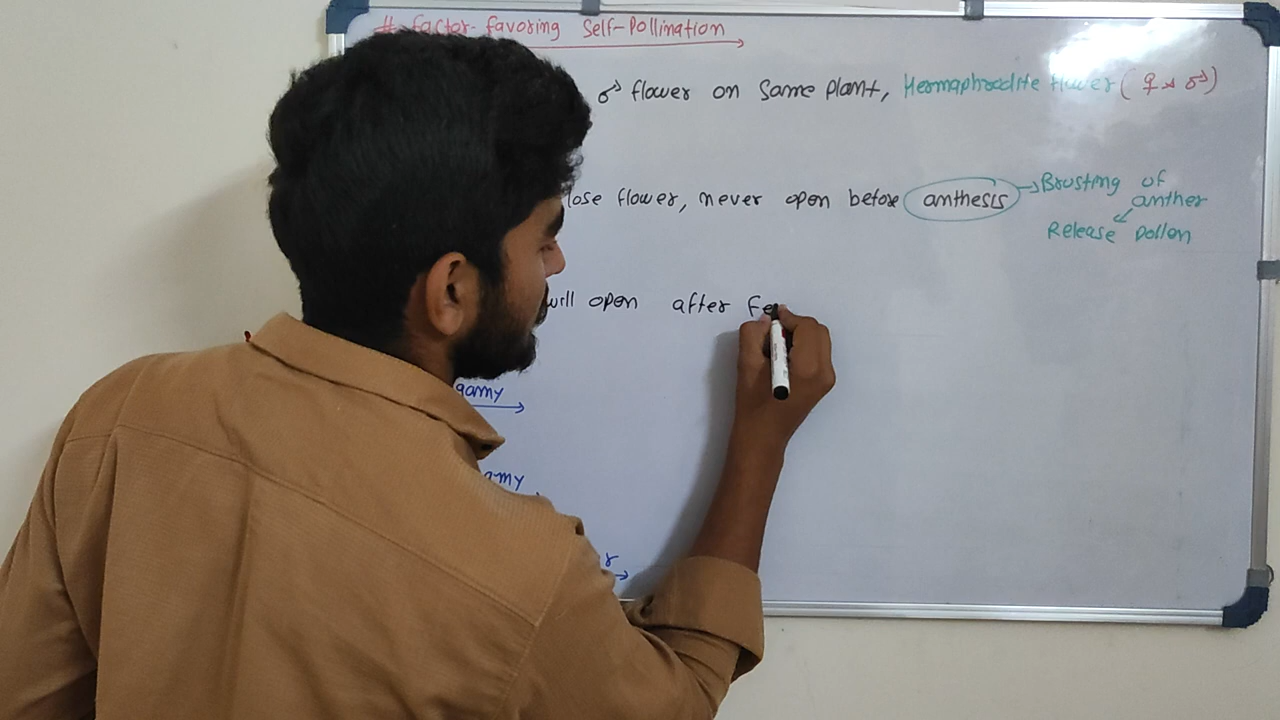 # factor favoring Self-Pollination
♂ flower on Same plant, Hermaphrodite flower (♀ & ♂)
lose flower, never open before anthesis → Brusting of anther
Release pollen
will open after Fe
gamy
amy
r